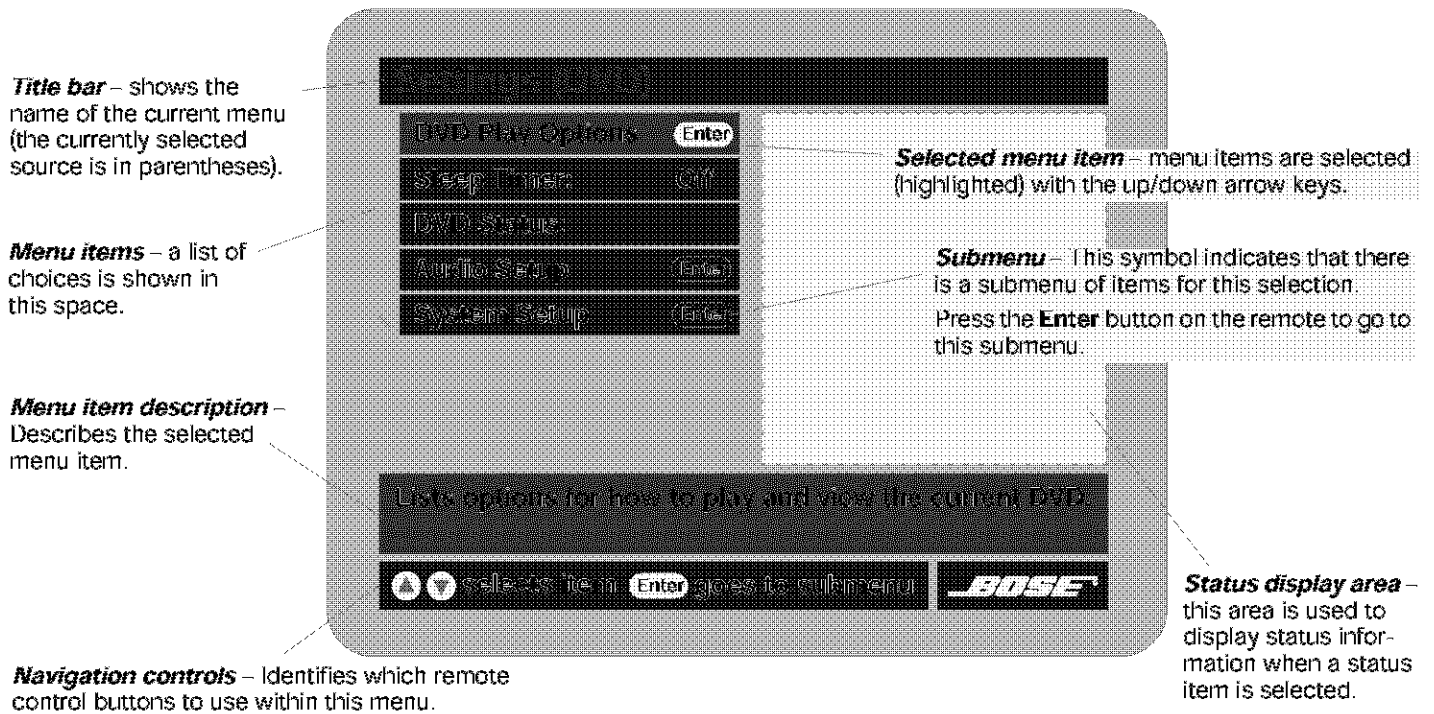 Title bar – shows the
name of the current menu
(the currently selected
source is in parentheses).
Menu items – a list of
choices is shown in
this space.
Menu item description –
Describes the selected
menu item.
Navigation controls – Identifies which remote
control buttons to use within this menu.
Settings (DVD)
DVD Play Options Enter
Sleep Timer: Off
DVD Status:
Audio Setup Enter
System Setup Enter
Lists options for how to play and view the current DVD.
selects item Enter goes to submenu
BOSE
Selected menu item – menu items are selected
(highlighted) with the up/down arrow keys.
Submenu – This symbol indicates that there
is a submenu of items for this selection.
Press the Enter button on the remote to go to
this submenu.
Status display area –
this area is used to
display status infor-
mation when a status
item is selected.